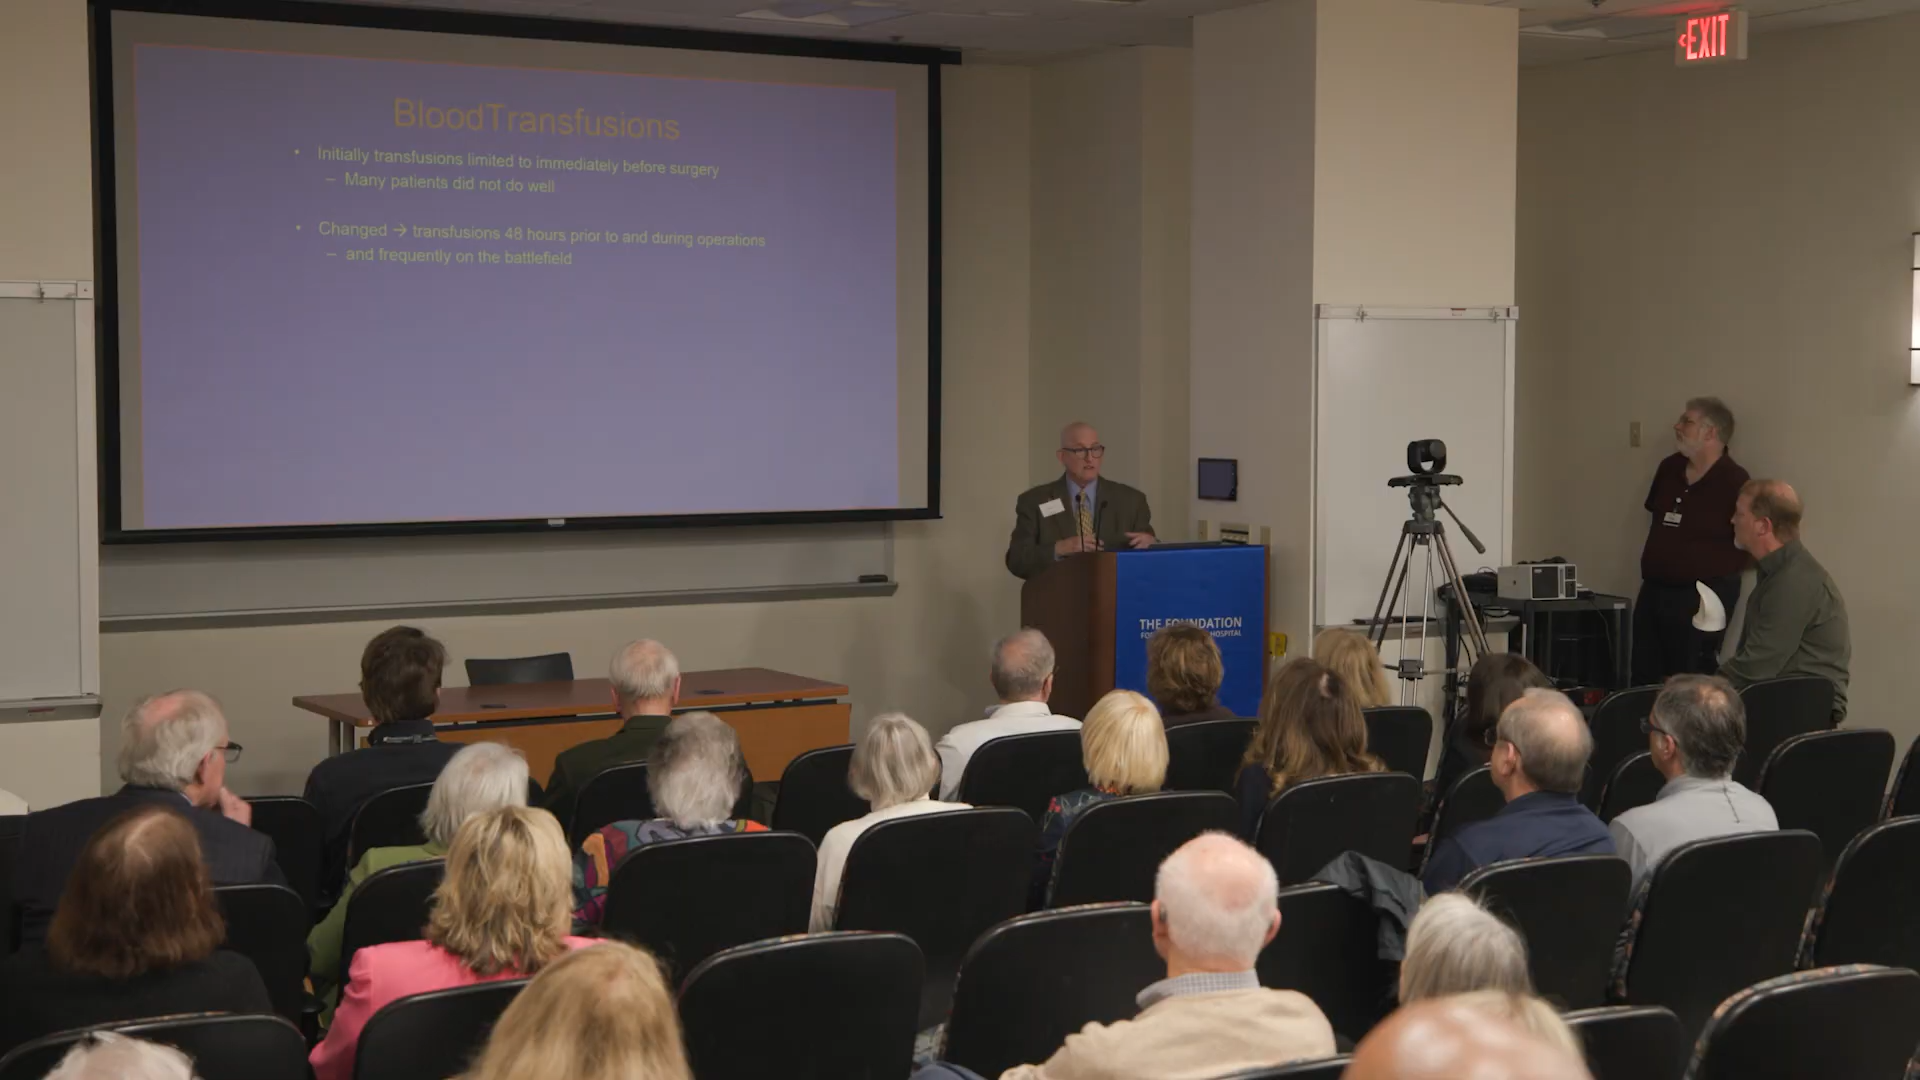 BloodTransfusions
• Initially transfusions limited to immediately before surgery
– Many patients did not do well
• Changed → transfusions 48 hours prior to and during operations
– and frequently on the battlefield
EXIT
THE FOUNDATION
HOSPITAL